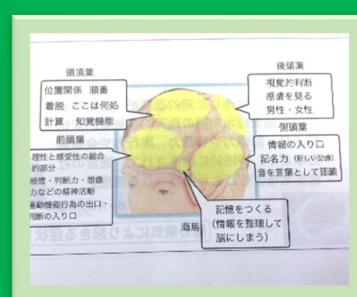 頭頂葉
位置関係 順番
着脱 ここは何処
計算 知覚機能
後頭葉
視覚的判断
感情を見る
男性・女性
前頭葉
理性と感受性の総合
的部分
感情・判断力・想像
力などの精神活動
運動機能行為の出口・
判断の入り口
側頭葉
情報の入り口
記名力(新しい記憶)
音を言葉として認識
海馬
記憶をつくる
(情報を整理して
脳にしまう)